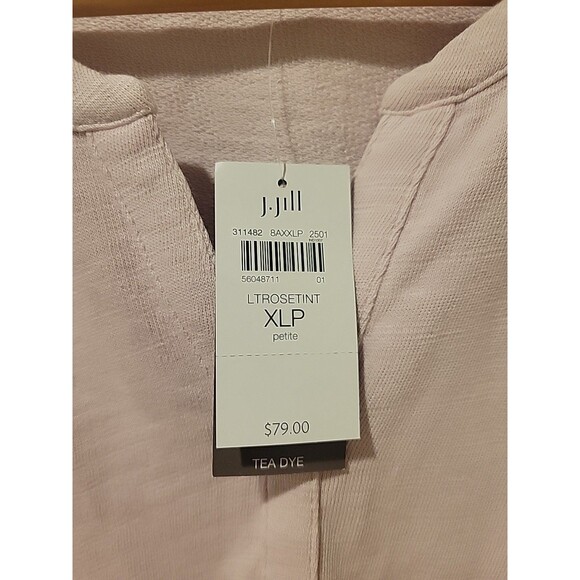 J.Jill
311482 8AXXLP 2501
56048711 01
LTROSETINT
XLP
petite
$79.00
TEA DYE